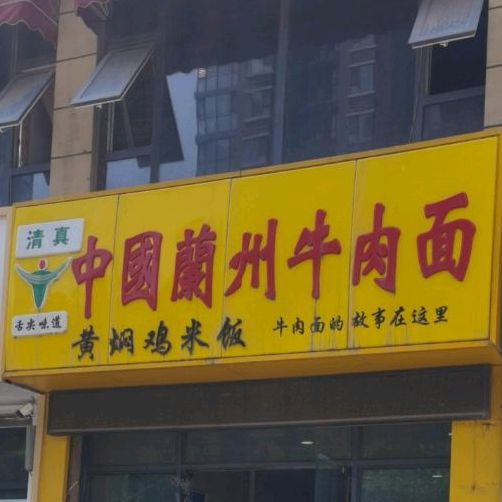 清真
中國蘭州牛肉面
舌尖味道
黄焖鸡米饭
牛肉面的故事在这里